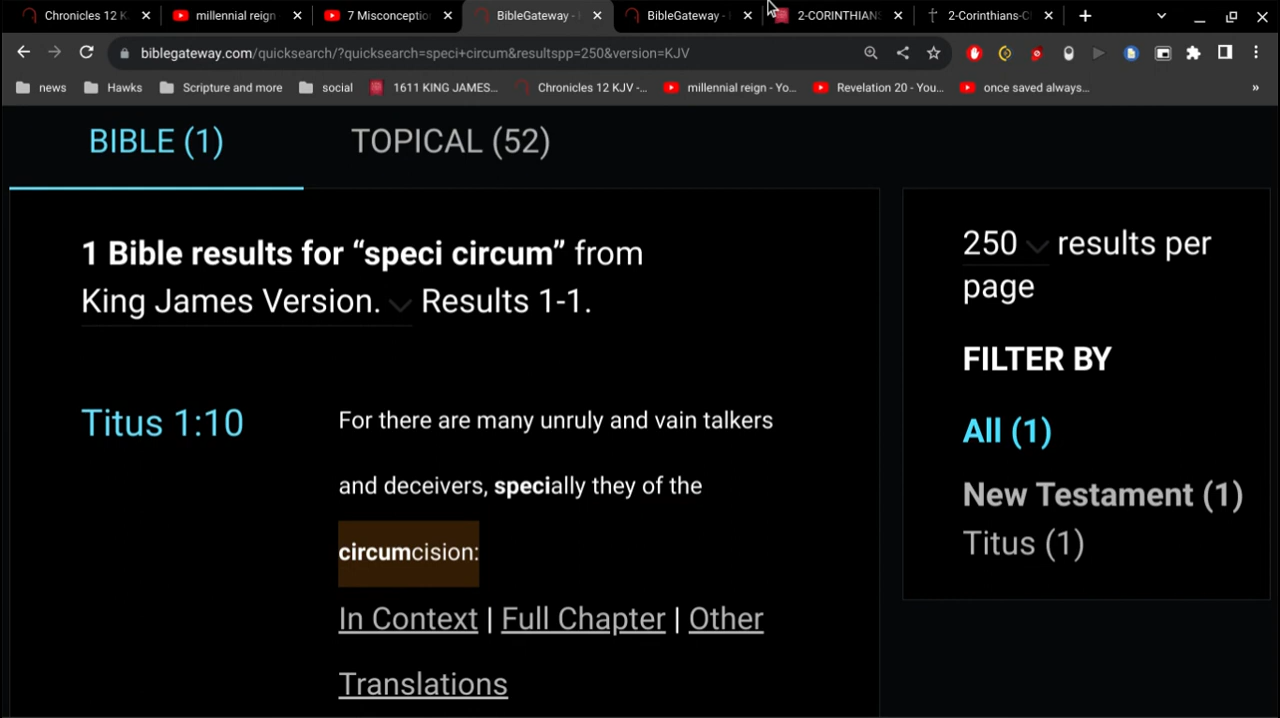 Chronicles 12 K
millennial reign
7 Misconceptio
BibleGateway -
BibleGateway -
2-CORINTHIANS
2-Corinthians-C
biblegateway.com/quicksearch/?quicksearch=speci+circum&resultspp=250&version=KJV
news
Hawks
Scripture and more
social
1611 KING JAMES...
Chronicles 12 KJV -...
millennial reign - Yo...
Revelation 20 - You...
once saved always...
»
BIBLE (1)
TOPICAL (52)
1 Bible results for “speci circum” from
King James Version. Results 1-1.
Titus 1:10
For there are many unruly and vain talkers
and deceivers, specially they of the
circumcision:
In Context | Full Chapter | Other
Translations
250 results per
page
FILTER BY
All (1)
New Testament (1)
Titus (1)